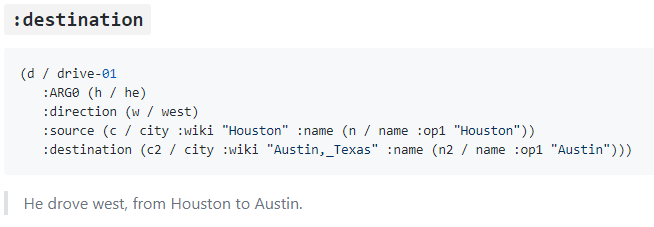 :destination
(d / drive-01
:ARG0 (h / he)
:direction (w / west)
:source (c / city :wiki "Houston" :name (n / name :op1 "Houston"))
:destination (c2 / city :wiki "Austin,_Texas" :name (n2 / name :op1 "Austin")))
He drove west, from Houston to Austin.